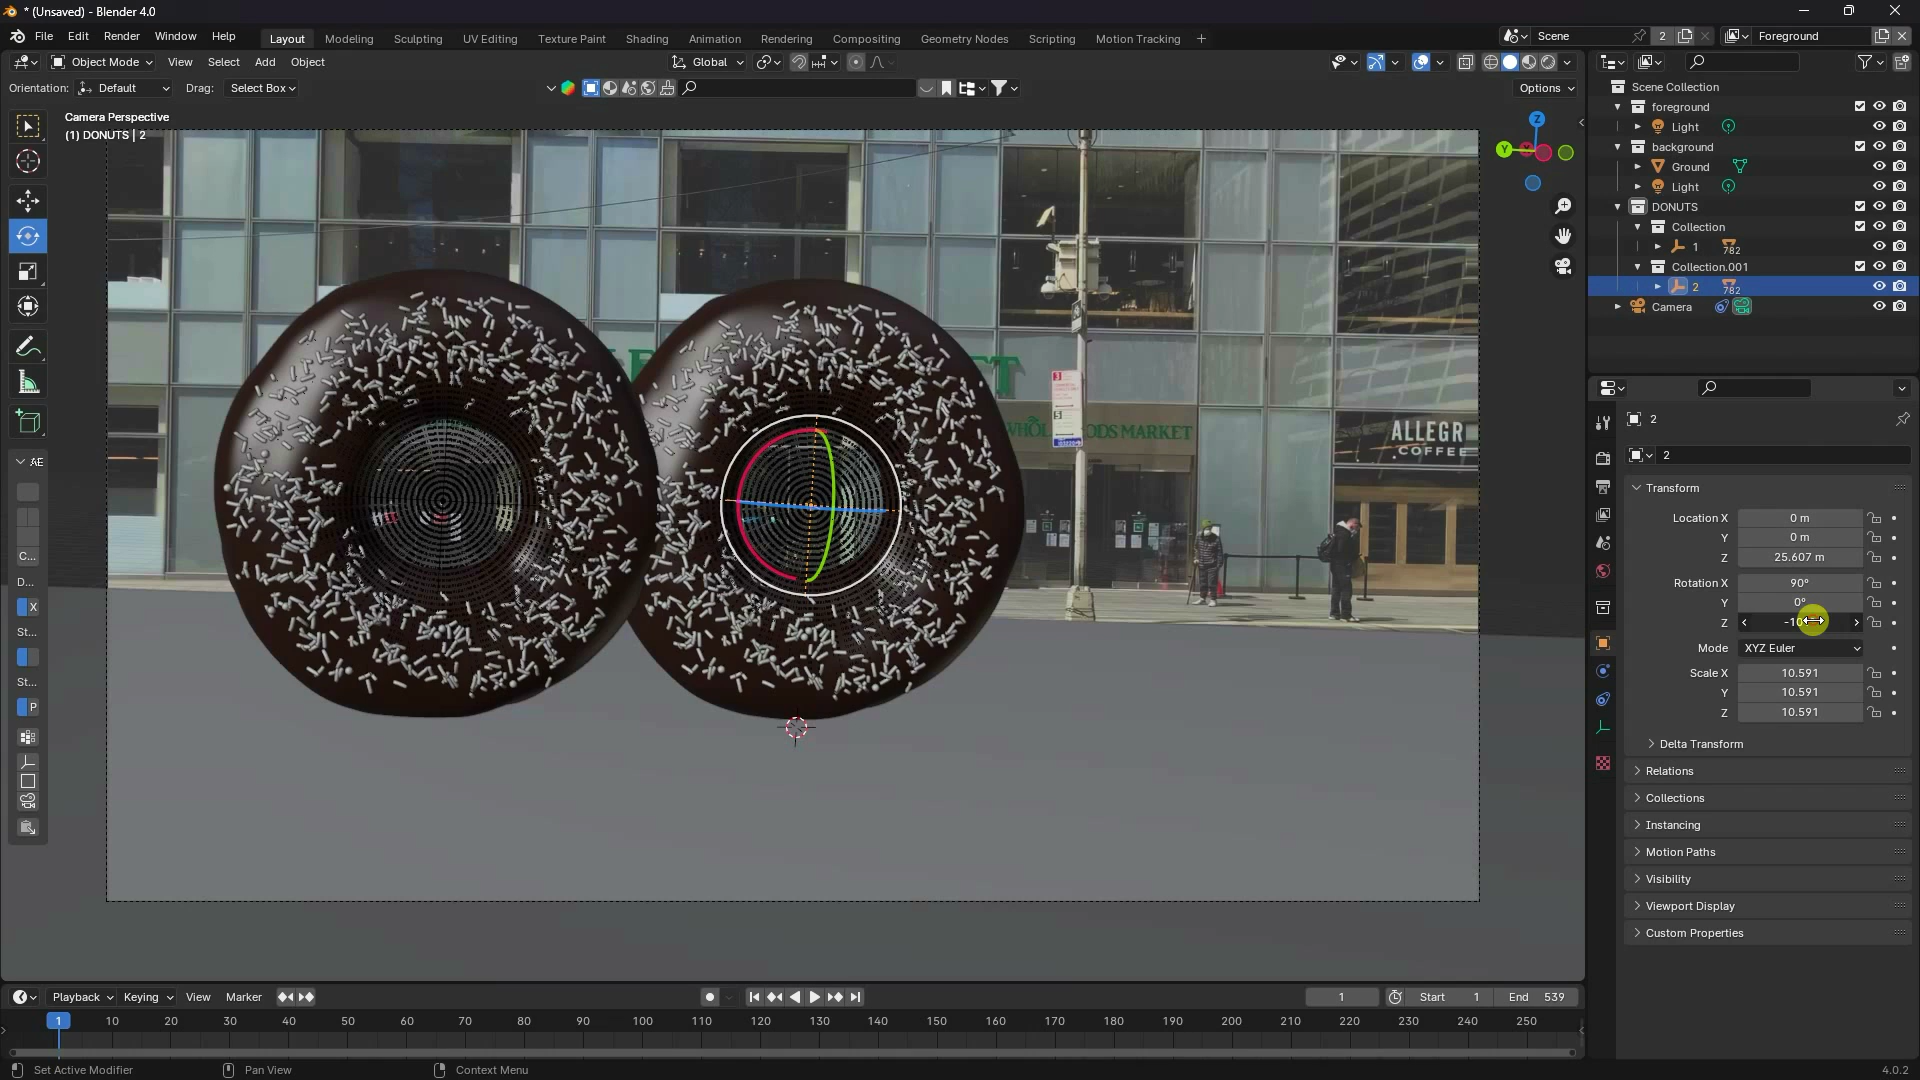 * (Unsaved) - Blender 4.0
File Edit Render Window Help
Layout Modeling Sculpting UV Editing Texture Paint Shading Animation Rendering Compositing Geometry Nodes Scripting Motion Tracking +
Scene 2
Foreground
Object Mode View Select Add Object
Global
Orientation: Default Drag: Select Box
Options
Camera Perspective
(1) DONUTS | 2
Z
Y
ALLEGR
COFFEE
WHOL ODS MARKET
AE
C...
D...
X
St...
St...
P
Scene Collection
foreground
Light
background
Ground
Light
DONUTS
Collection
1 782
Collection.001
2 782
Camera
2
2
Transform
Location X 0 m
Y 0 m
Z 25.607 m
Rotation X 90°
Y 0°
Z
Mode XYZ Euler
Scale X 10.591
Y 10.591
Z 10.591
Delta Transform
Relations
Collections
Instancing
Motion Paths
Visibility
Viewport Display
Custom Properties
Playback Keying View Marker
1 Start 1 End 539
1 10 20 30 40 50 60 70 80 90 100 110 120 130 140 150 160 170 180 190 200 210 220 230 240 250
Set Active Modifier Pan View Context Menu 4.0.2